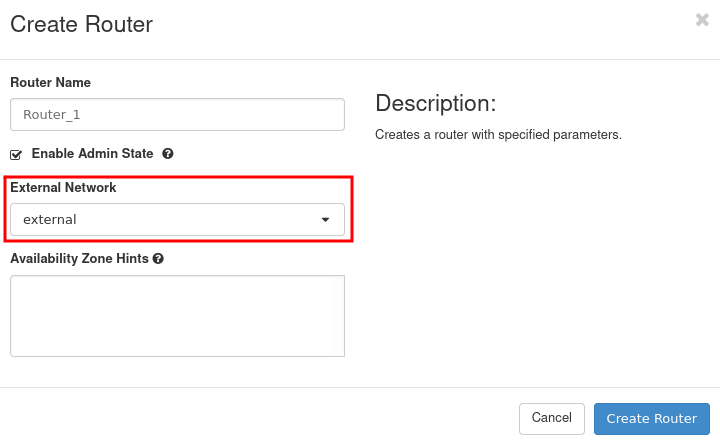 Create Router
Router Name
Router_1
Enable Admin State
External Network
external
Availability Zone Hints
Description:
Creates a router with specified parameters.
Cancel
Create Router